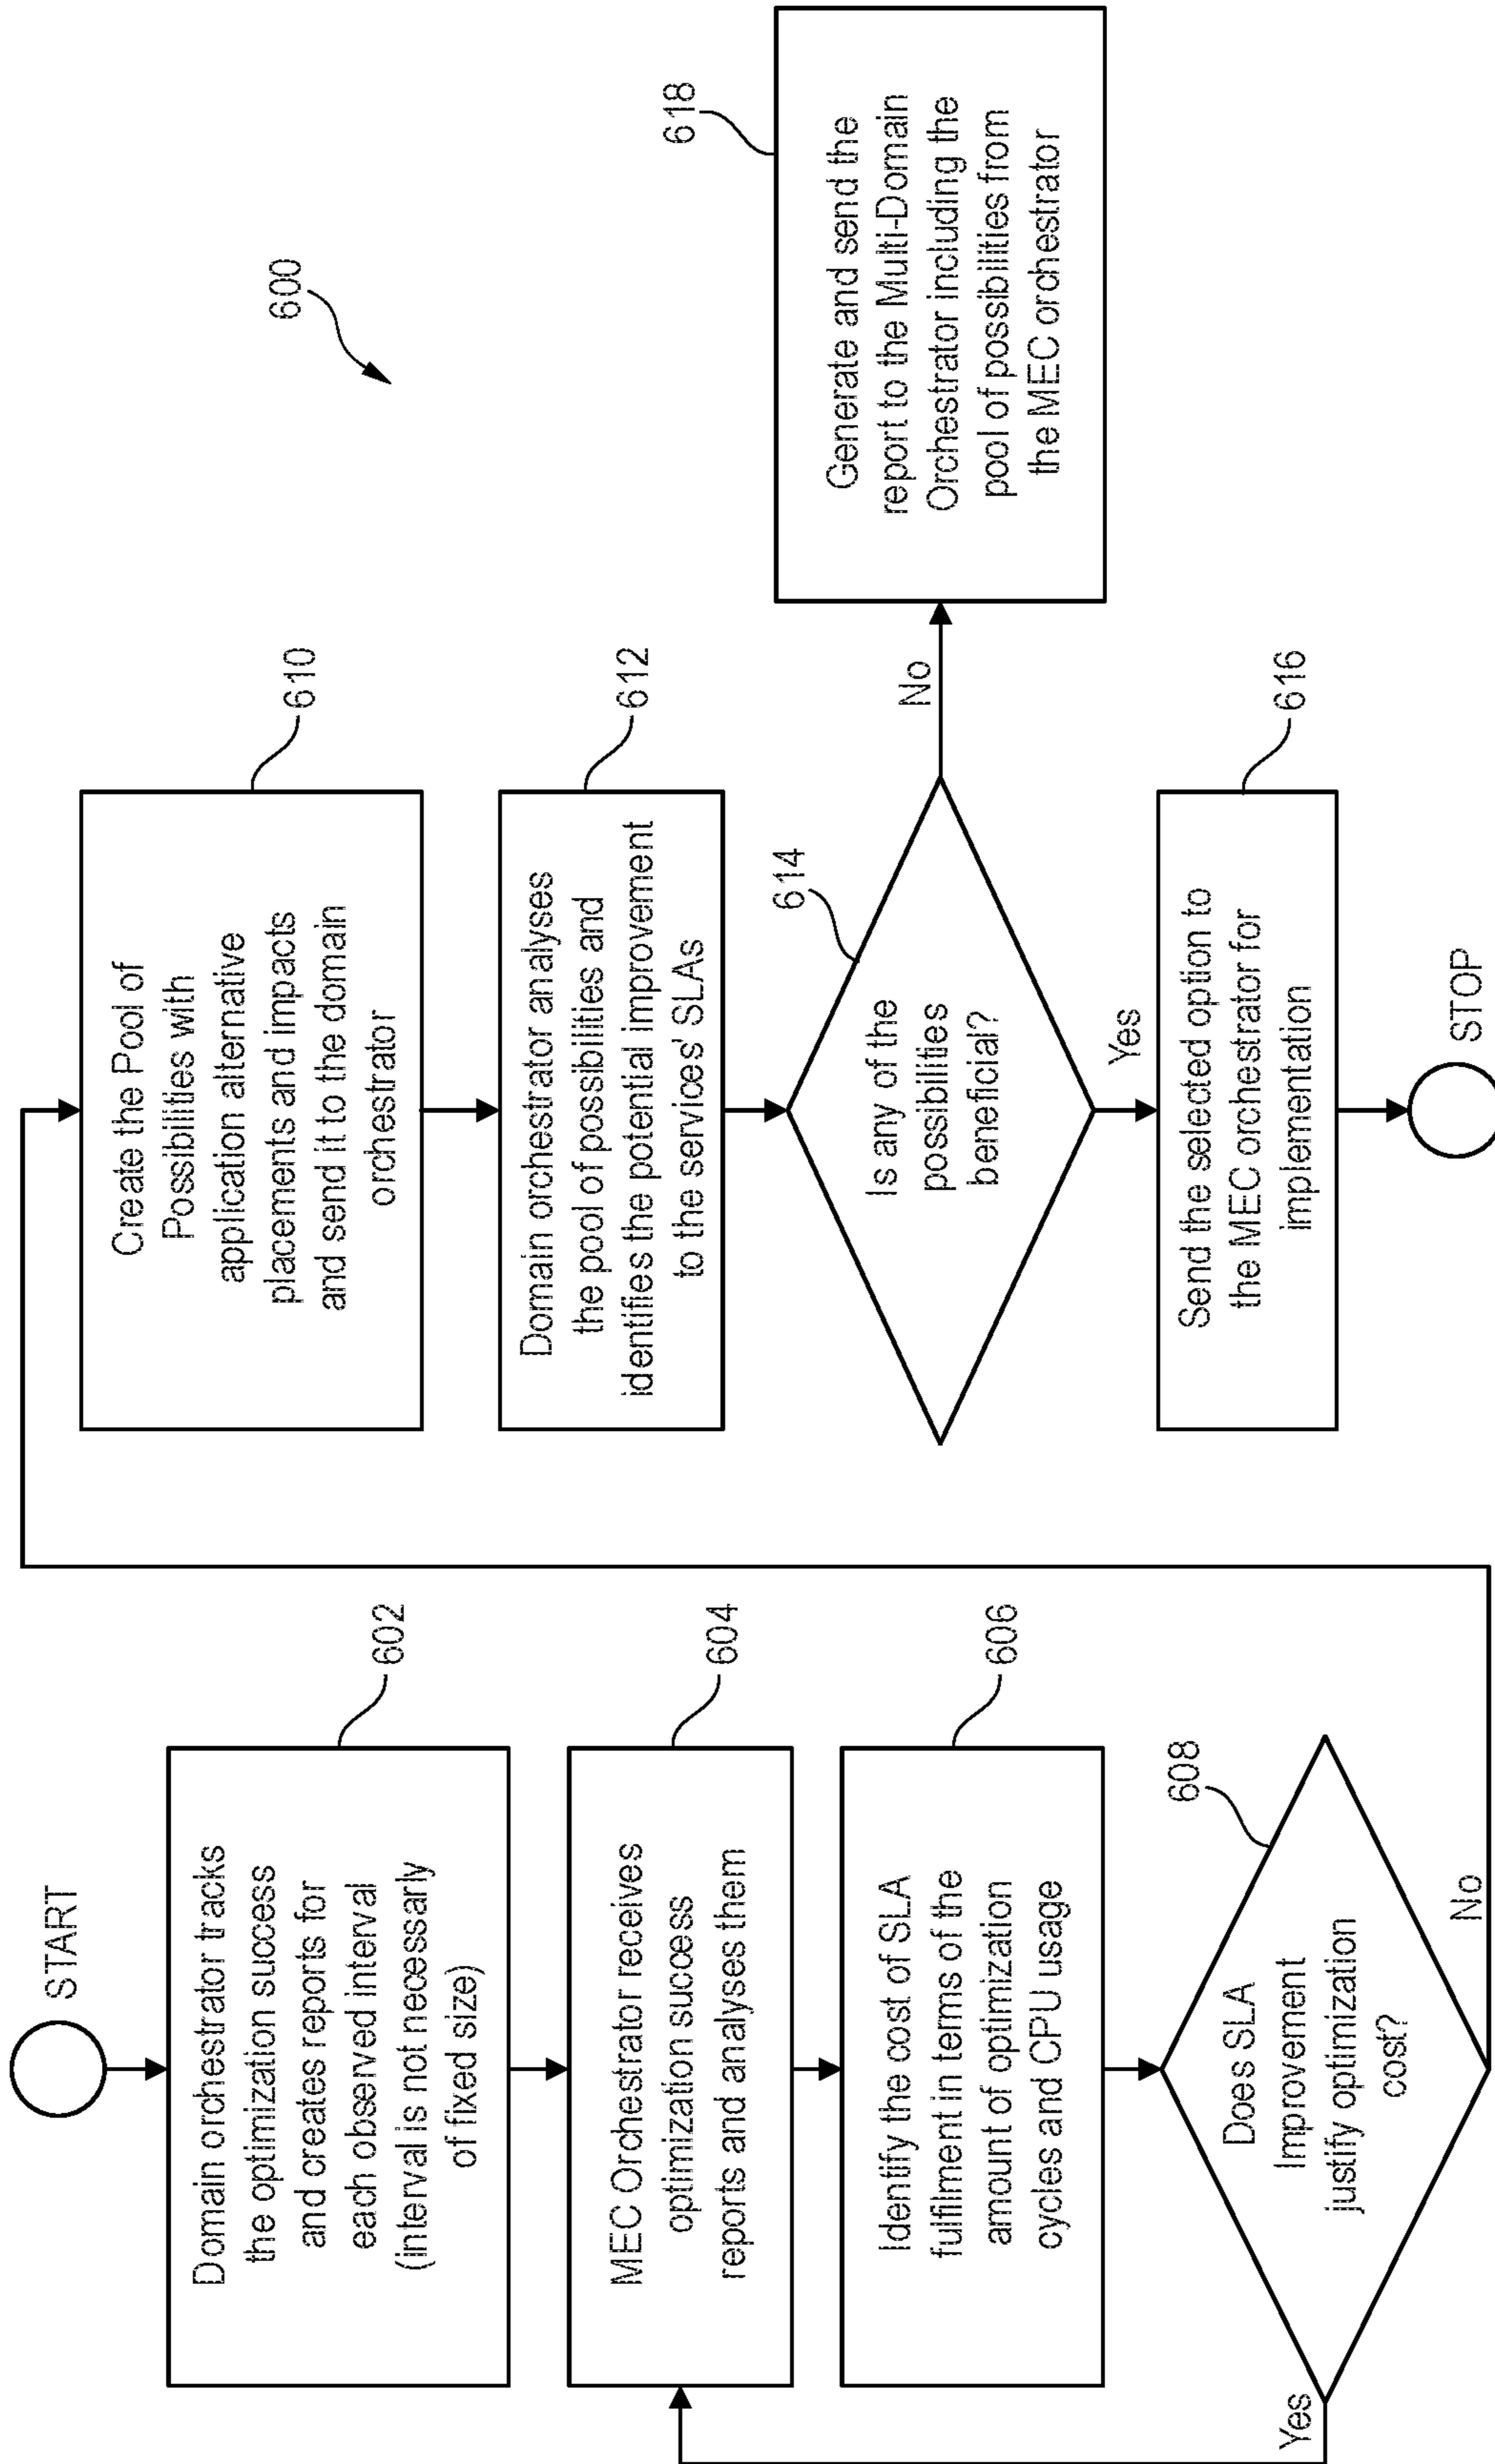 START
Domain orchestrator tracks
the optimization success
and creates reports for
each observed interval
(interval is not necessarily
of fixed size)
602
MEC Orchestrator receives
optimization success
reports and analyses them
604
Identify the cost of SLA
fulfilment in terms of the
amount of optimization
cycles and CPU usage
606
Does SLA
Improvement
justify optimization
cost?
608
Yes
No
Create the Pool of
Possibilities with
application alternative
placements and impacts
and send it to the domain
orchestrator
610
Domain orchestrator analyses
the pool of possibilities and
identifies the potential improvement
to the services' SLAs
612
Is any of the
possibilities
beneficial?
614
Yes
No
Send the selected option to
the MEC orchestrator for
implementation
616
STOP
Generate and send the
report to the Multi-Domain
Orchestrator including the
pool of possibilities from
the MEC orchestrator
618
600